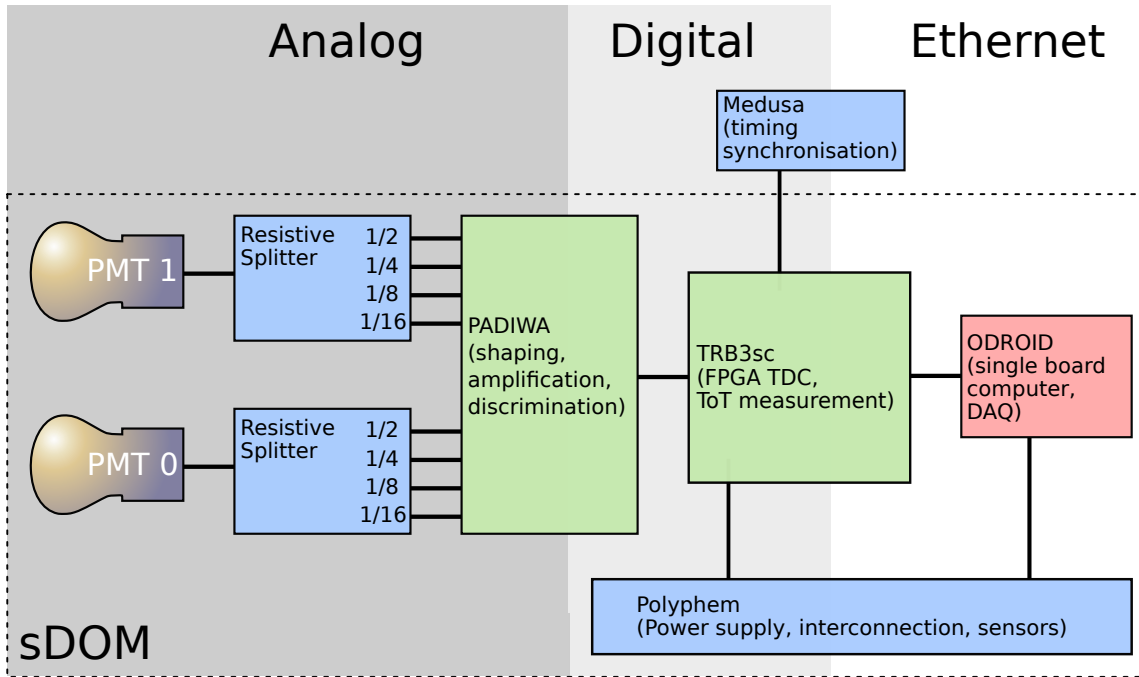 Analog
Digital
Ethernet
Medusa
(timing
synchronisation)
PMT 1
Resistive
Splitter
1/2
1/4
1/8
1/16
PADIWA
(shaping,
amplification,
discrimination)
TRB3sc
(FPGA TDC,
ToT measurement)
ODROID
(single board
computer,
DAQ)
PMT 0
Resistive
Splitter
1/2
1/4
1/8
1/16
Polyphem
(Power supply, interconnection, sensors)
sDOM